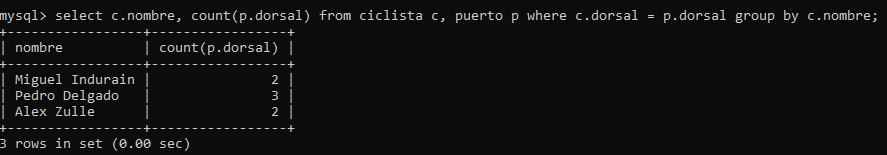 mysql> select c.nombre, count(p.dorsal) from ciclista c, puerto p where c.dorsal = p.dorsal group by c.nombre;
+-----------------+-----------------+
| nombre          | count(p.dorsal) |
+-----------------+-----------------+
| Miguel Indurain |               2 |
| Pedro Delgado   |               3 |
| Alex Zulle      |               2 |
+-----------------+-----------------+
3 rows in set (0.00 sec)